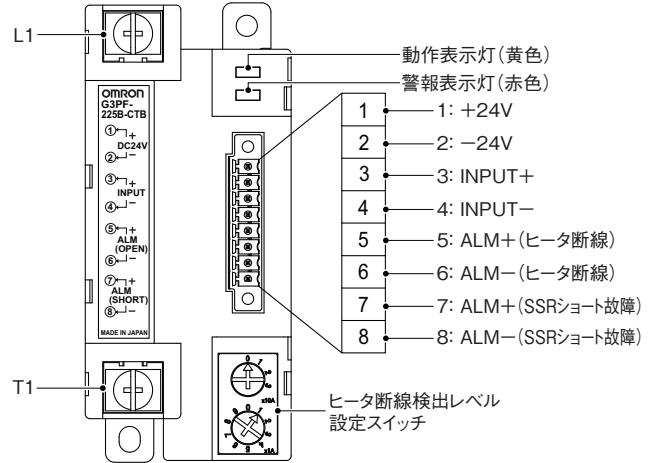 L1
動作表示灯（黄色）
警報表示灯（赤色）
OMRON
G3PF-
225B-CTB
① +
DC24V
② −
③ +
INPUT
④ −
⑤ +
ALM
(OPEN)
⑥ −
⑦ +
ALM
(SHORT)
⑧ −
MADE IN JAPAN
1
2
3
4
5
6
7
8
1: ＋24V
2: −24V
3: INPUT＋
4: INPUT−
5: ALM＋（ヒータ断線）
6: ALM−（ヒータ断線）
7: ALM＋（SSRショート故障）
8: ALM−（SSRショート故障）
T1
x10A
x1A
ヒータ断線検出レベル
設定スイッチ